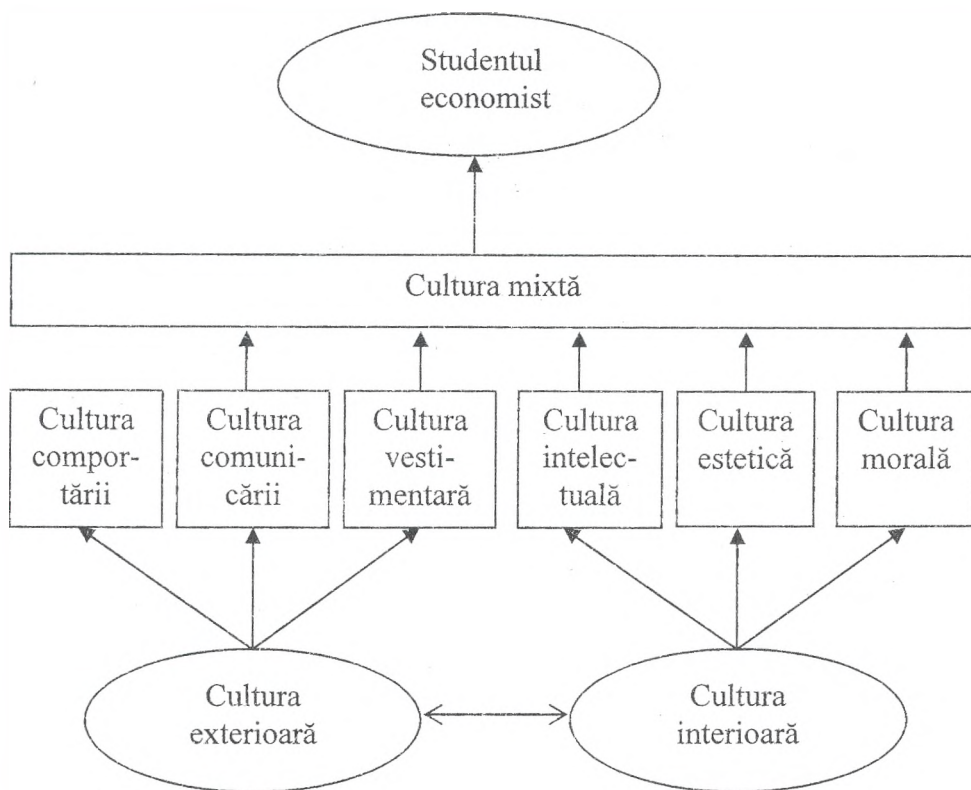 Studentul
economist
Cultura mixtă
Cultura
compor-
tării
Cultura
comuni-
cării
Cultura
vesti-
mentară
Cultura
intelec-
tuală
Cultura
estetică
Cultura
morală
Cultura
exterioară
Cultura
interioară